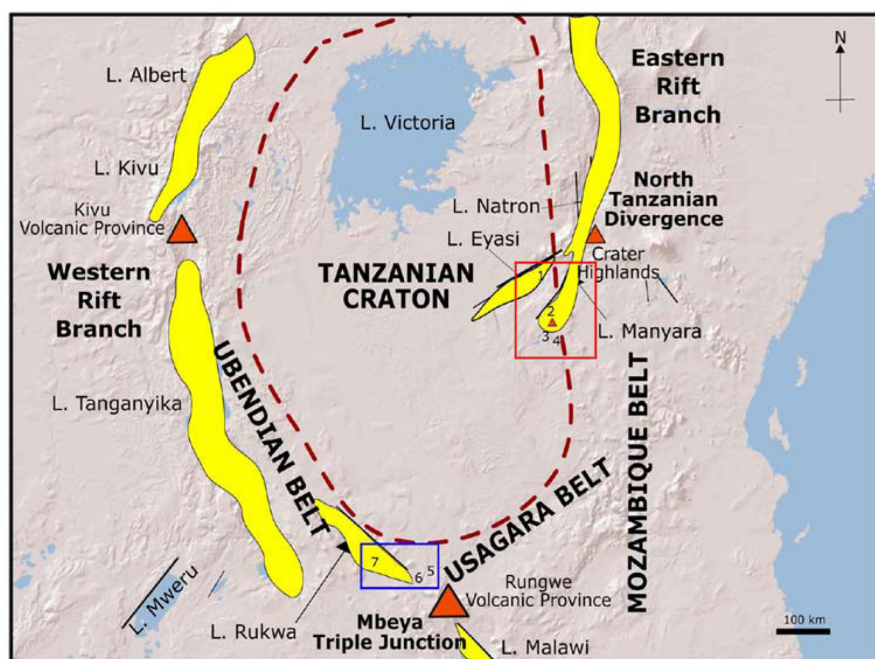 L. Albert
Eastern
Rift
Branch
N
L. Victoria
L. Kivu
Kivu
Volcanic Province
L. Natron
North
Tanzanian
Divergence
L. Eyasi
Crater
Highlands
Western
Rift
Branch
TANZANIAN
CRATON
1
2
3 4
L. Manyara
L. Tanganyika
UBENDIAN BELT
MOZAMBIQUE BELT
USAGARA BELT
7
6 5
L. Mweru
L. Rukwa
Rungwe
Volcanic Province
Mbeya
Triple Junction
L. Malawi
100 km